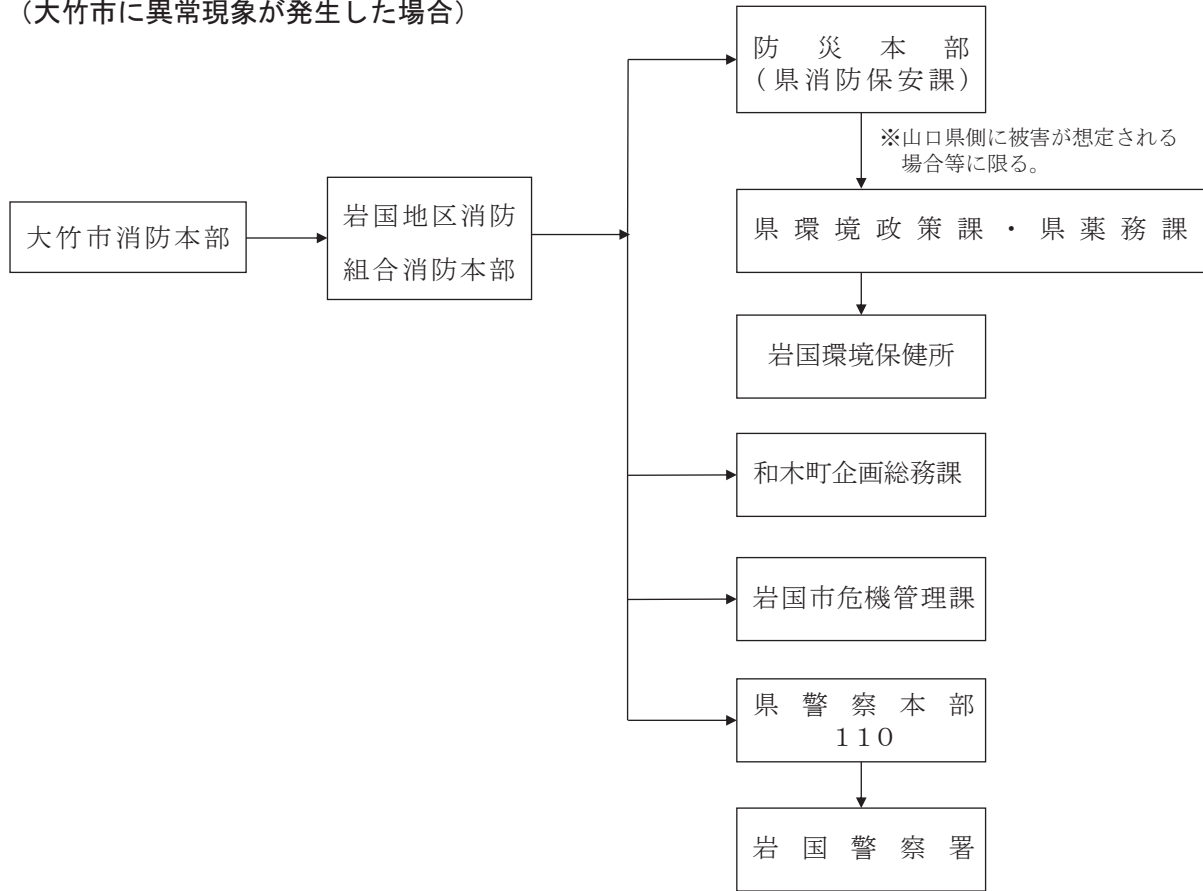 （大竹市に異常現象が発生した場合）
防災本部
（県消防保安課）
※山口県側に被害が想定される
場合等に限る。
大竹市消防本部
岩国地区消防
組合消防本部
県環境政策課・県薬務課
岩国環境保健所
和木町企画総務課
岩国市危機管理課
県警察本部
１１０
岩国警察署